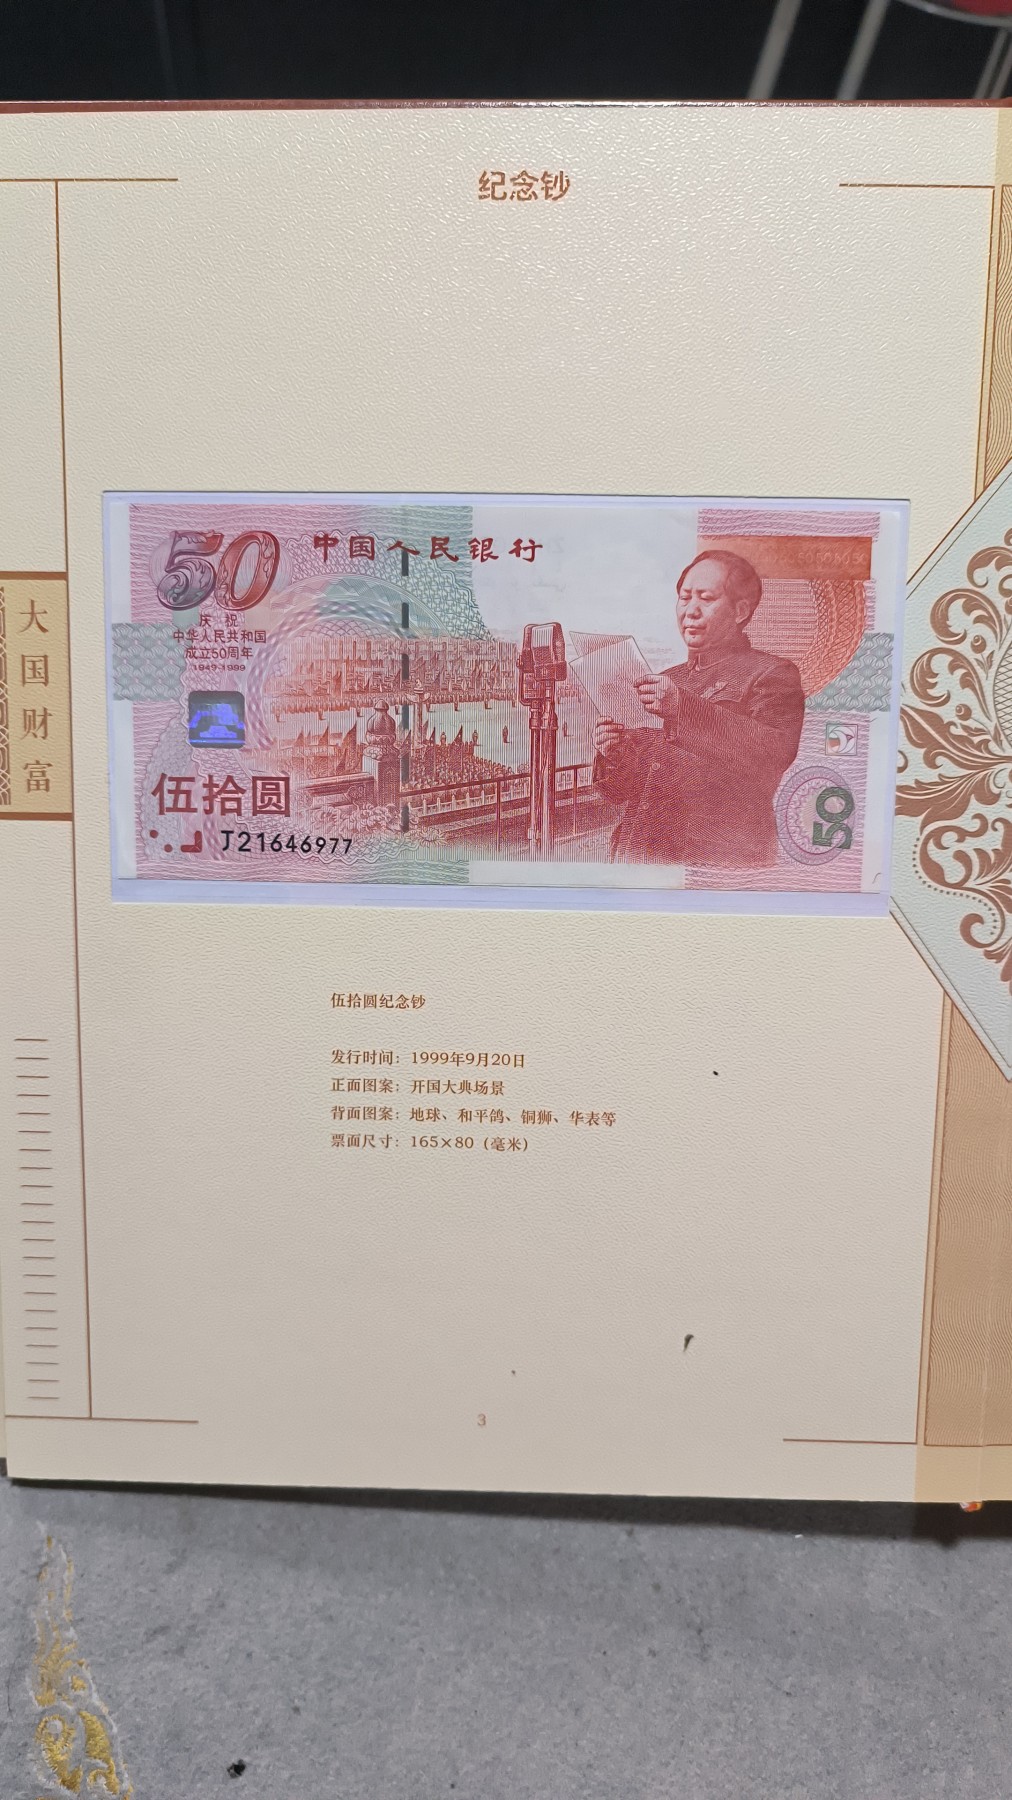 纪念钞
大国财富
50
中国人民银行
庆祝
中华人民共和国
成立50周年
1949-1999
伍拾圆
J21646977
50
伍拾圆纪念钞
发行时间：1999年9月20日
正面图案：开国大典场景
背面图案：地球、和平鸽、铜狮、华表等
票面尺寸：165×80（毫米）
3